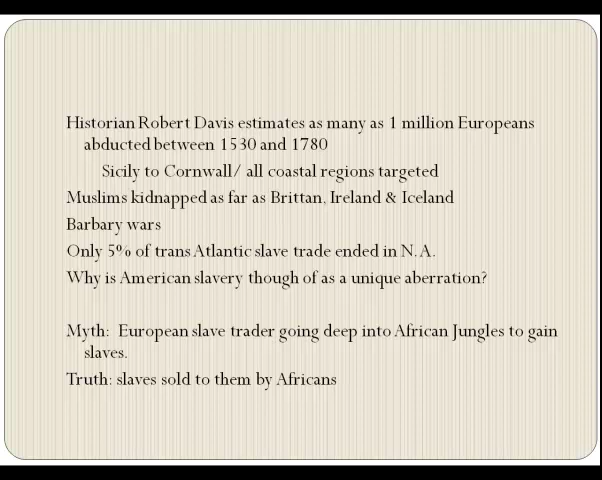 Historian Robert Davis estimates as many as 1 million Europeans
abducted between 1530 and 1780
Sicily to Cornwall/ all coastal regions targeted
Muslims kidnapped as far as Brittan, Ireland & Iceland
Barbary wars
Only 5% of trans Atlantic slave trade ended in N.A.
Why is American slavery though of as a unique aberration?
Myth: European slave trader going deep into African Jungles to gain
slaves.
Truth: slaves sold to them by Africans